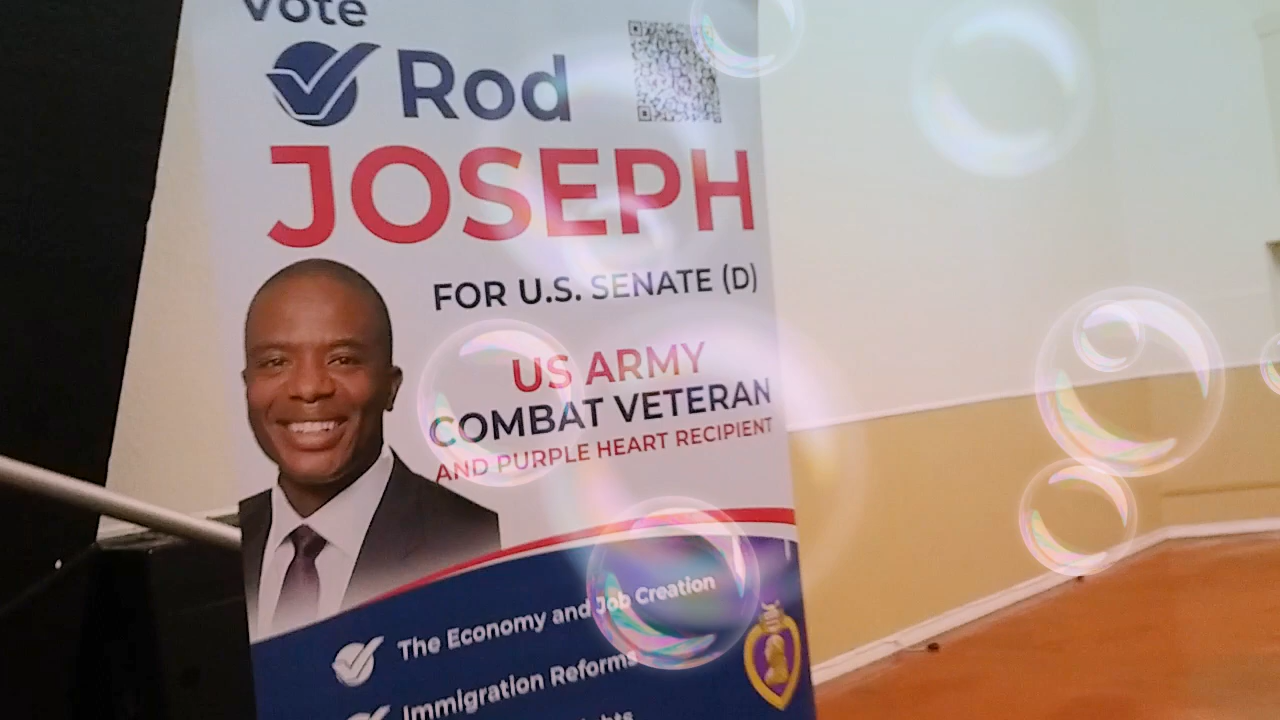 Vote
Rod
JOSEPH
FOR U.S. SENATE (D)
US ARMY
COMBAT VETERAN
AND PURPLE HEART RECIPIENT
The Economy and Job Creation
Immigration Reforms